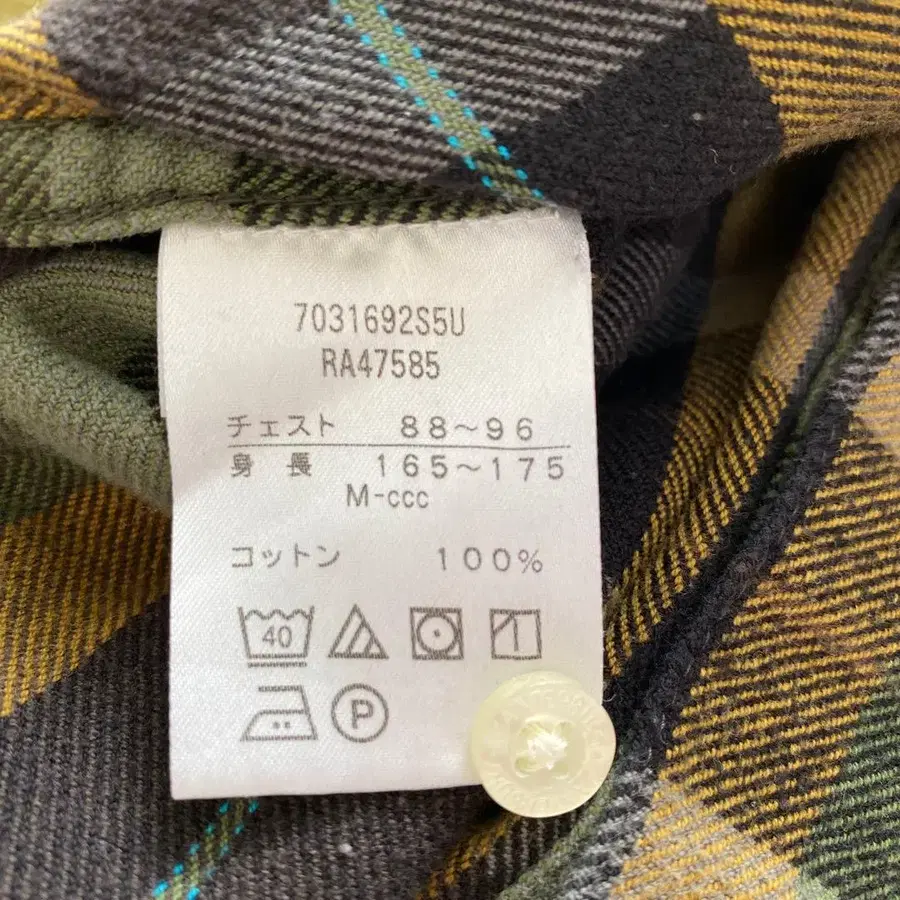 7031692S5U
RA47585
チェスト 88～96
身長 165～175
M-ccc
コットン 100%
40
P